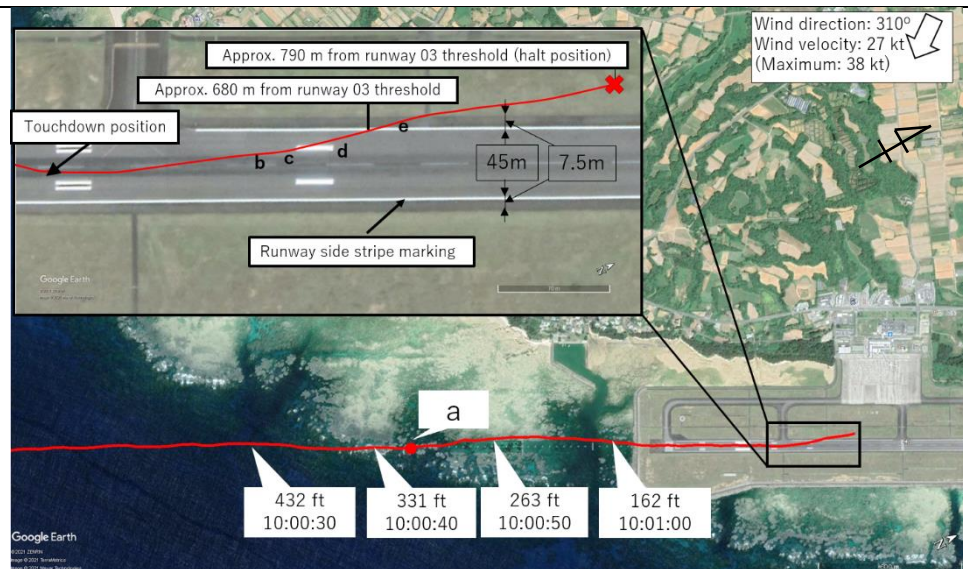 Wind direction: 310º
Wind velocity: 27 kt
(Maximum: 38 kt)
Approx. 790 m from runway 03 threshold (halt position)
Approx. 680 m from runway 03 threshold
Touchdown position
e
b
c
d
45m
7.5m
Runway side stripe marking
Google Earth
N
a
432 ft
10:00:30
331 ft
10:00:40
263 ft
10:00:50
162 ft
10:01:00
Google Earth
N